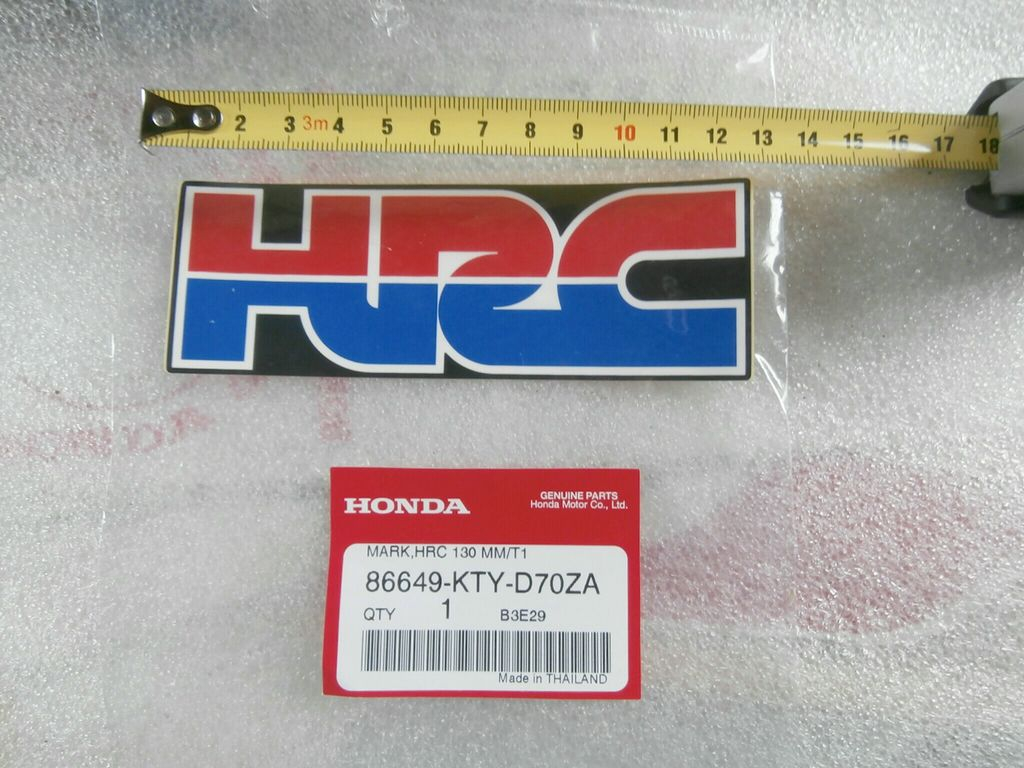 2 3 3m 4 5 6 7 8 9 10 11 12 13 14 15 16 17 18
HRC
HONDA
GENUINE PARTS
Honda Motor Co., Ltd.
MARK,HRC 130 MM/T1
86649-KTY-D70ZA
QTY 1 B3E29
Made in THAILAND